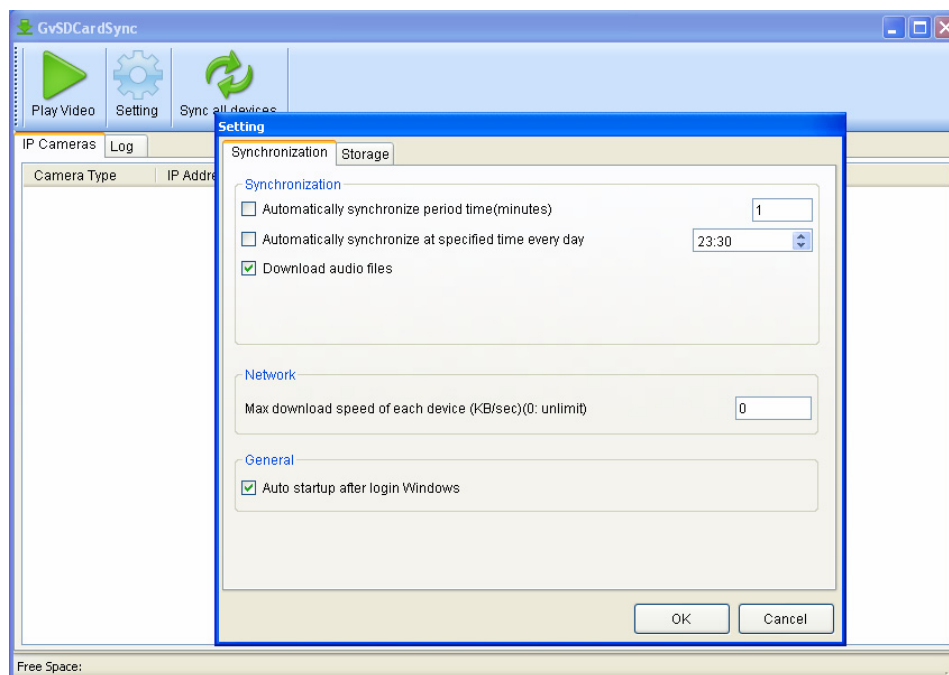 GvSDCardSync
Play Video
Setting
Sync all devices
IP Cameras
Log
Camera Type
IP Addre
Setting
Synchronization
Storage
Synchronization
Automatically synchronize period time(minutes)
1
Automatically synchronize at specified time every day
23:30
Download audio files
Network
Max download speed of each device (KB/sec)(0: unlimit)
0
General
Auto startup after login Windows
OK
Cancel
Free Space: